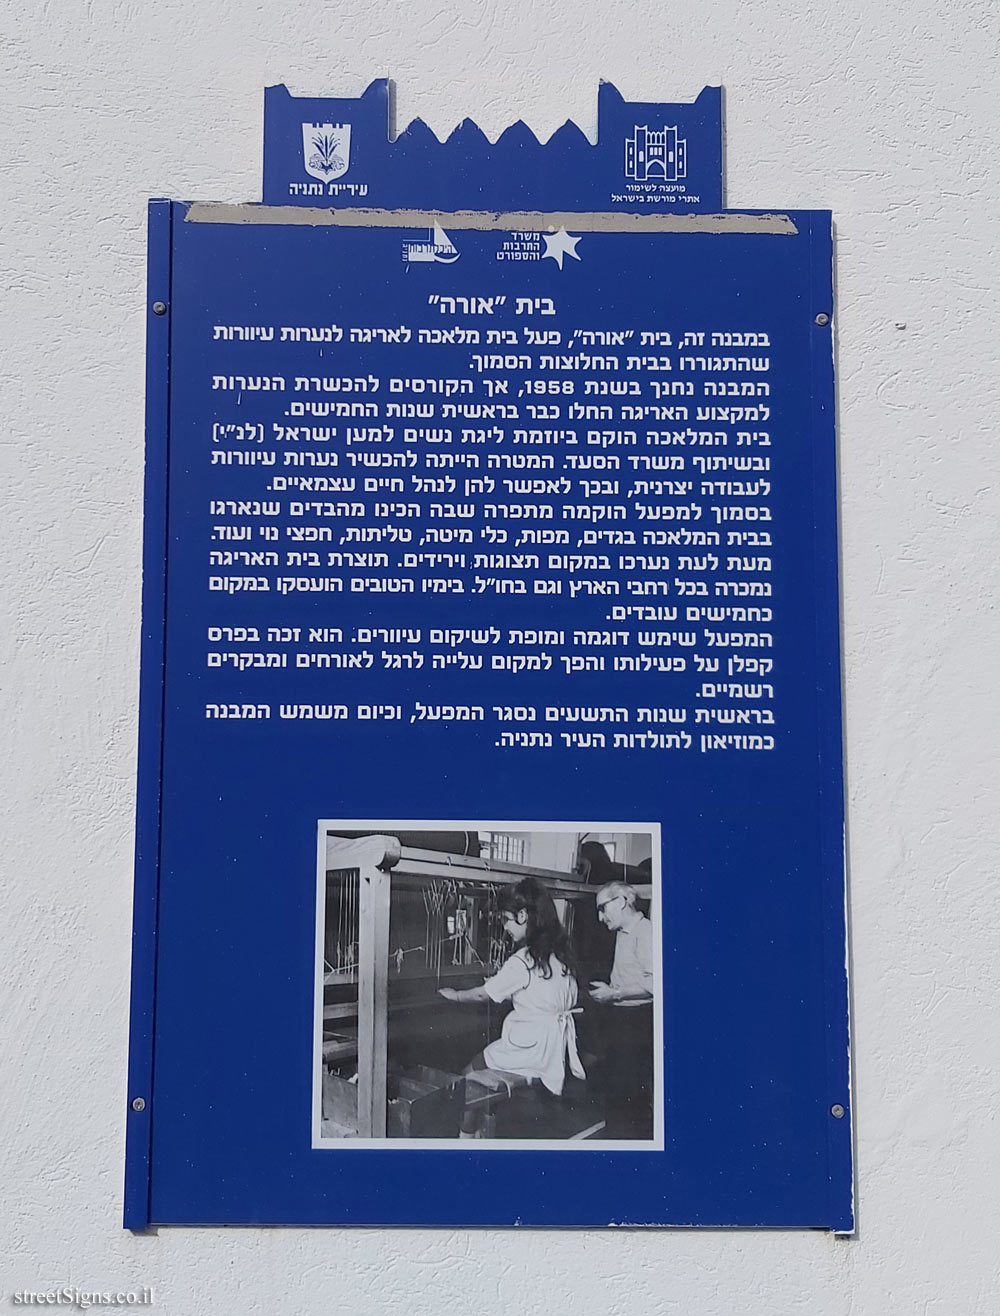 עיריית נתניה
מועצה לשימור
אתרי מורשת בישראל
משרד
התרבות
והספורט
בית "אורה"
במבנה זה, בית "אורה", פעל בית מלאכה לאריגה לנערות עיוורות
שהתגוררו בבית החלוצות הסמוך.
המבנה נחנך בשנת 1958, אך הקורסים להכשרת הנערות
למקצוע האריגה החלו כבר בראשית שנות החמישים.
בית המלאכה הוקם ביוזמת ליגת נשים למען ישראל (לנ"י)
ובשיתוף משרד הסעד. המטרה הייתה להכשיר נערות עיוורות
לעבודה יצרנית, ובכך לאפשר להן לנהל חיים עצמאיים.
בסמוך למפעל הוקמה מתפרה שבה הכינו מהבדים שנארגו
בבית המלאכה בגדים, מפות, כלי מיטה, טליתות, חפצי נוי ועוד.
מעת לעת נערכו במקום תצוגות וירידים. תוצרת בית האריגה
נמכרה בכל רחבי הארץ וגם בחו"ל. בימיו הטובים הועסקו במקום
כחמישים עובדים.
המפעל שימש דוגמה ומופת לשיקום עיוורים. הוא זכה בפרס
קפלן על פעילותו והפך למקום עלייה לרגל לאורחים ומבקרים
רשמיים.
בראשית שנות התשעים נסגר המפעל, וכיום משמש המבנה
כמוזיאון לתולדות העיר נתניה.
streetSigns.co.il